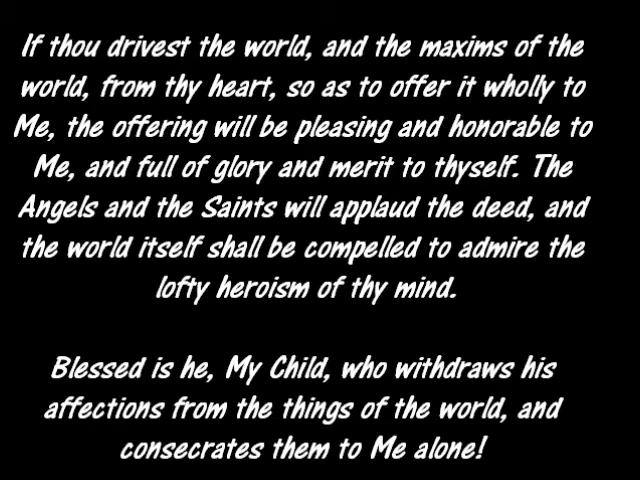 If thou drivest the world, and the maxims of the
world, from thy heart, so as to offer it wholly to
Me, the offering will be pleasing and honorable to
Me, and full of glory and merit to thyself. The
Angels and the Saints will applaud the deed, and
the world itself shall be compelled to admire the
lofty heroism of thy mind.
Blessed is he, My Child, who withdraws his
affections from the things of the world, and
consecrates them to Me alone!